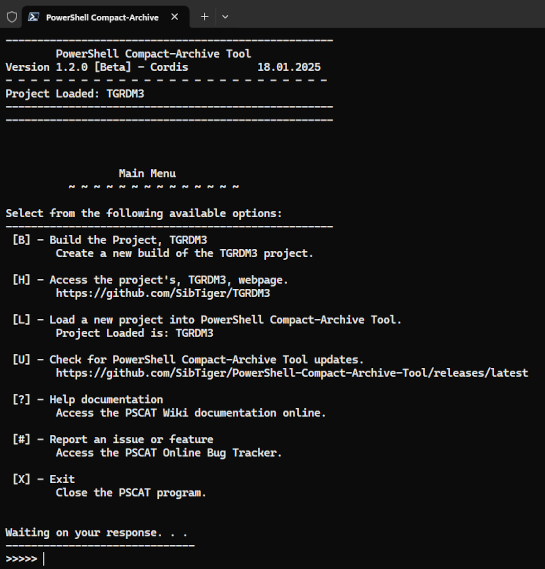 PowerShell Compact-Archive
PowerShell Compact-Archive Tool
Version 1.2.0 [Beta] - Cordis 18.01.2025
Project Loaded: TGRDM3
Main Menu
~ ~ ~ ~ ~ ~ ~ ~ ~ ~ ~ ~ ~ ~
Select from the following available options:
[B] - Build the Project, TGRDM3
Create a new build of the TGRDM3 project.
[H] - Access the project's, TGRDM3, webpage.
https://github.com/SibTiger/TGRDM3
[L] - Load a new project into PowerShell Compact-Archive Tool.
Project Loaded is: TGRDM3
[U] - Check for PowerShell Compact-Archive Tool updates.
https://github.com/SibTiger/PowerShell-Compact-Archive-Tool/releases/latest
[?] - Help documentation
Access the PSCAT Wiki documentation online.
[#] - Report an issue or feature
Access the PSCAT Online Bug Tracker.
[X] - Exit
Close the PSCAT program.
Waiting on your response. . .
>>>>>